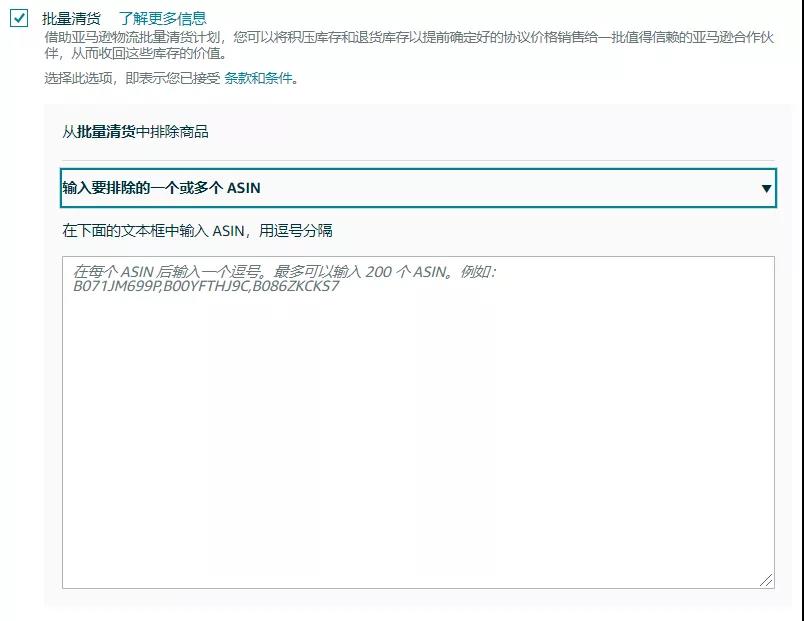 批量清货 了解更多信息
借助亚马逊物流批量清货计划，您可以将积压库存和退货库存以提前确定好的协议价格销售给一批值得信赖的亚马逊合作伙
伴，从而收回这些库存的价值。
选择此选项，即表示您已接受 条款和条件。
从批量清货中排除商品
输入要排除的一个或多个 ASIN
在下面的文本框中输入 ASIN，用逗号分隔
在每个 ASIN 后输入一个逗号。最多可以输入 200 个 ASIN。例如：
B071JM699P,B00YFTHJ9C,B086ZKCKS7